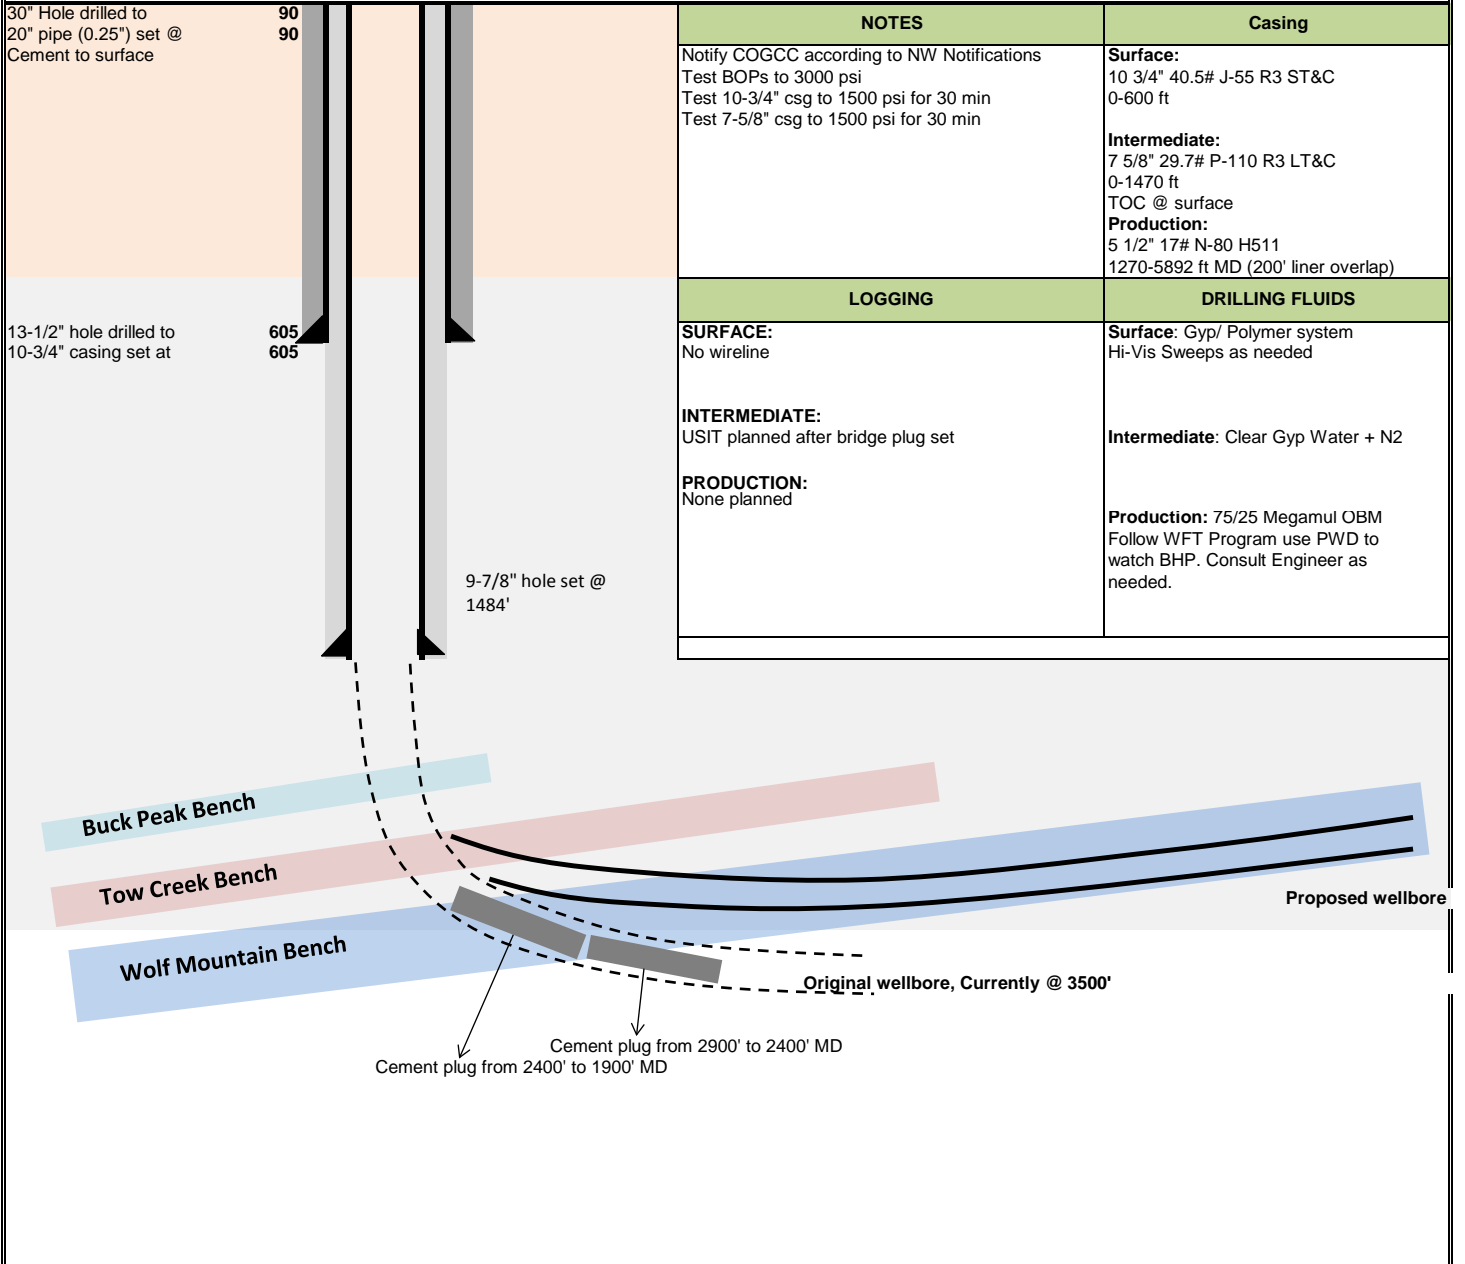 30" Hole drilled to 90
20" pipe (0.25") set @ 90
Cement to surface
13-1/2" hole drilled to 605
10-3/4" casing set at 605
9-7/8" hole set @
1484'
NOTES
Notify COGCC according to NW Notifications
Test BOPs to 3000 psi
Test 10-3/4" csg to 1500 psi for 30 min
Test 7-5/8" csg to 1500 psi for 30 min
Casing
Surface:
10 3/4" 40.5# J-55 R3 ST&C
0-600 ft
Intermediate:
7 5/8" 29.7# P-110 R3 LT&C
0-1470 ft
TOC @ surface
Production:
5 1/2" 17# N-80 H511
1270-5892 ft MD (200' liner overlap)
LOGGING
SURFACE:
No wireline
INTERMEDIATE:
USIT planned after bridge plug set
PRODUCTION:
None planned
DRILLING FLUIDS
Surface: Gyp/ Polymer system
Hi-Vis Sweeps as needed
Intermediate: Clear Gyp Water + N2
Production: 75/25 Megamul OBM
Follow WFT Program use PWD to
watch BHP. Consult Engineer as
needed.
Buck Peak Bench
Tow Creek Bench
Wolf Mountain Bench
Proposed wellbore
Original wellbore, Currently @ 3500'
Cement plug from 2900' to 2400' MD
Cement plug from 2400' to 1900' MD